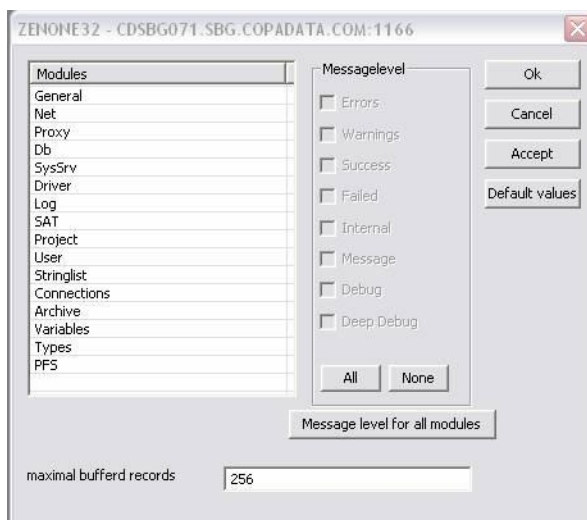 ZENONE32 - CDSBG071.SBG.COPADATA.COM:1166
Modules
General
Net
Proxy
Db
SysSrv
Driver
Log
SAT
Project
User
Stringlist
Connections
Archive
Variables
Types
PFS
Messagelevel
Errors
Warnings
Success
Failed
Internal
Message
Debug
Deep Debug
All
None
Message level for all modules
Ok
Cancel
Accept
Default values
maximal bufferd records
256